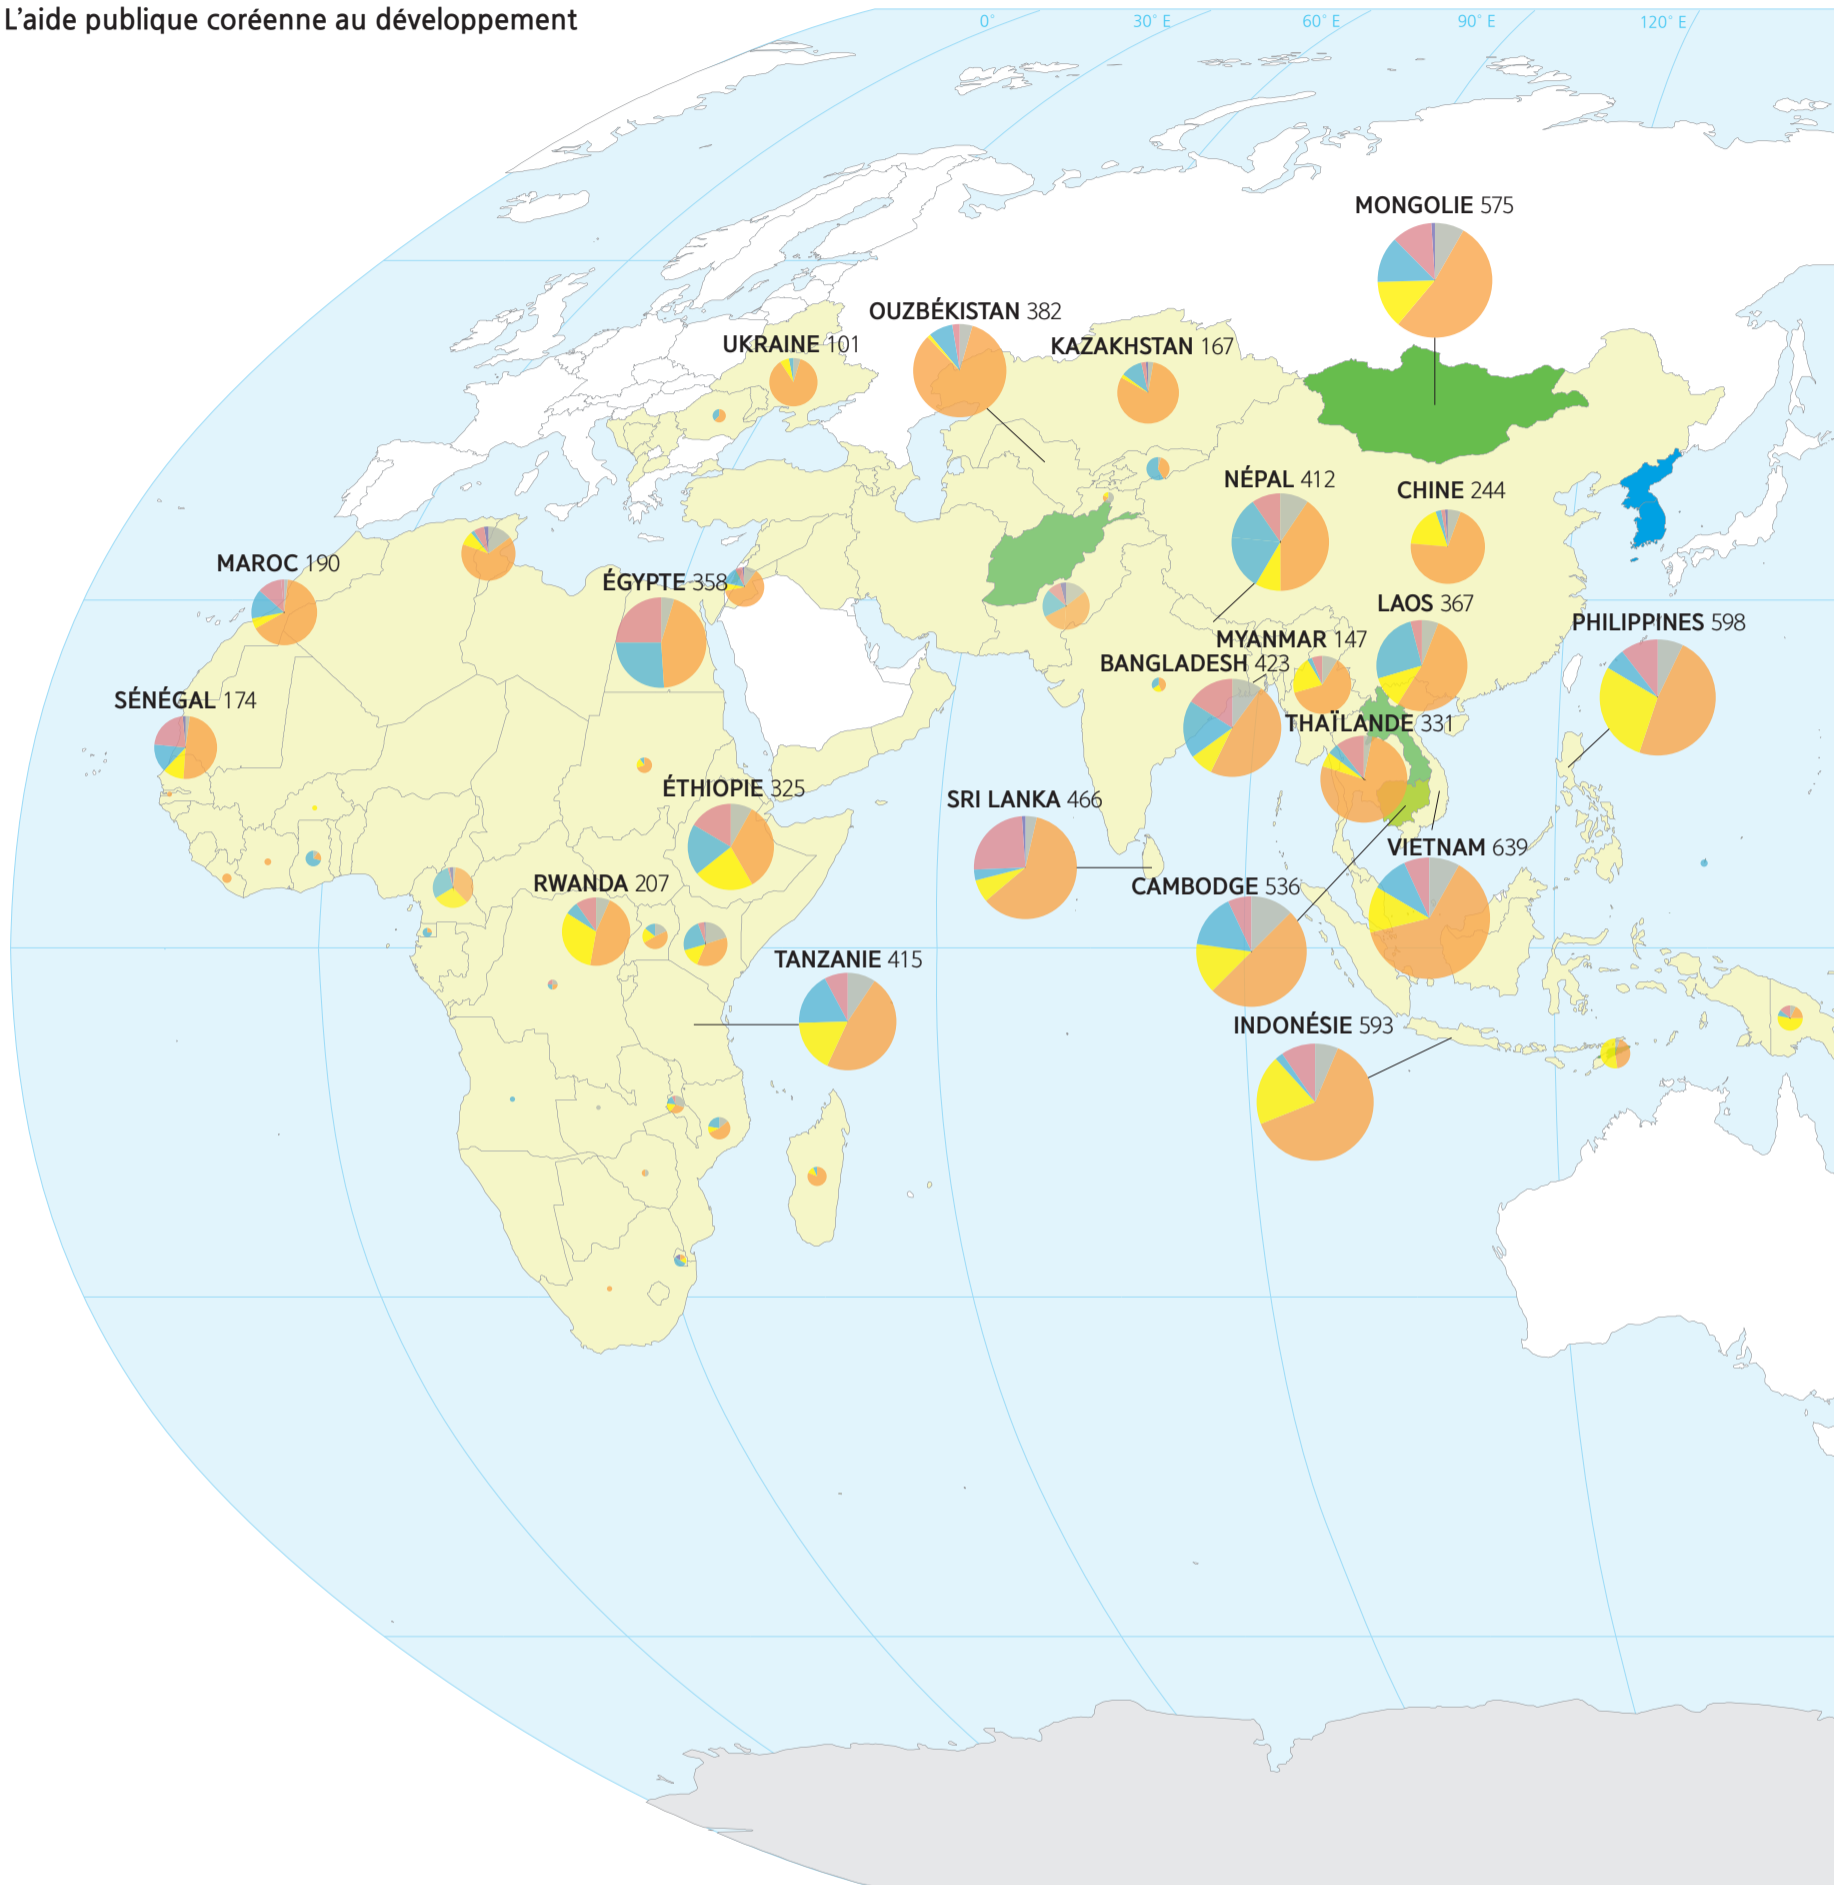 L'aide publique coréenne au développement
0°
30° E
60° E
90° E
120° E
MONGOLIE 575
OUZBÉKISTAN 382
UKRAINE 101
KAZAKHSTAN 167
NÉPAL 412
CHINE 244
MAROC 190
ÉGYPTE 358
LAOS 367
PHILIPPINES 598
MYANMAR 147
BANGLADESH 423
SÉNÉGAL 174
THAÏLANDE 331
ÉTHIOPIE 325
SRI LANKA 466
VIETNAM 639
RWANDA 207
CAMBODGE 536
TANZANIE 415
INDONÉSIE 593